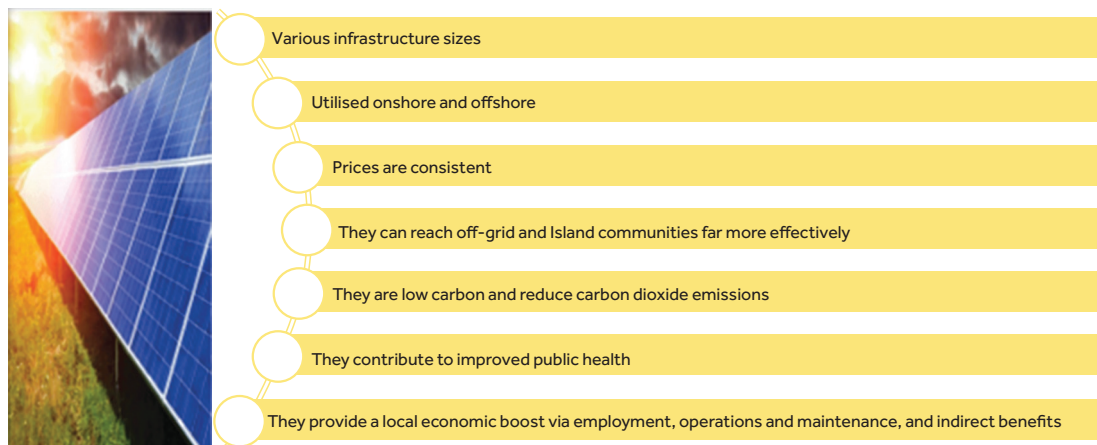 Various infrastructure sizes
Utilised onshore and offshore
Prices are consistent
They can reach off-grid and Island communities far more effectively
They are low carbon and reduce carbon dioxide emissions
They contribute to improved public health
They provide a local economic boost via employment, operations and maintenance, and indirect benefits